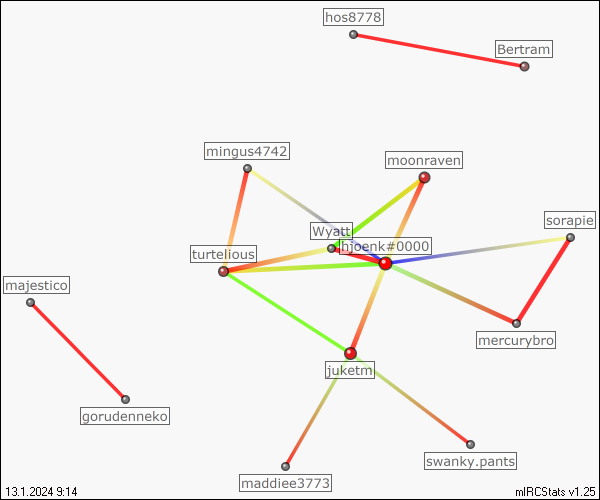 hos8778
Bertram
mingus4742
moonraven
sorapie
Wyatt
hjoenk#0000
turtelious
majestico
mercurybro
juketm
gorudenneko
swanky.pants
maddiee3773
13.1.2024 9:14
mIRCStats v1.25